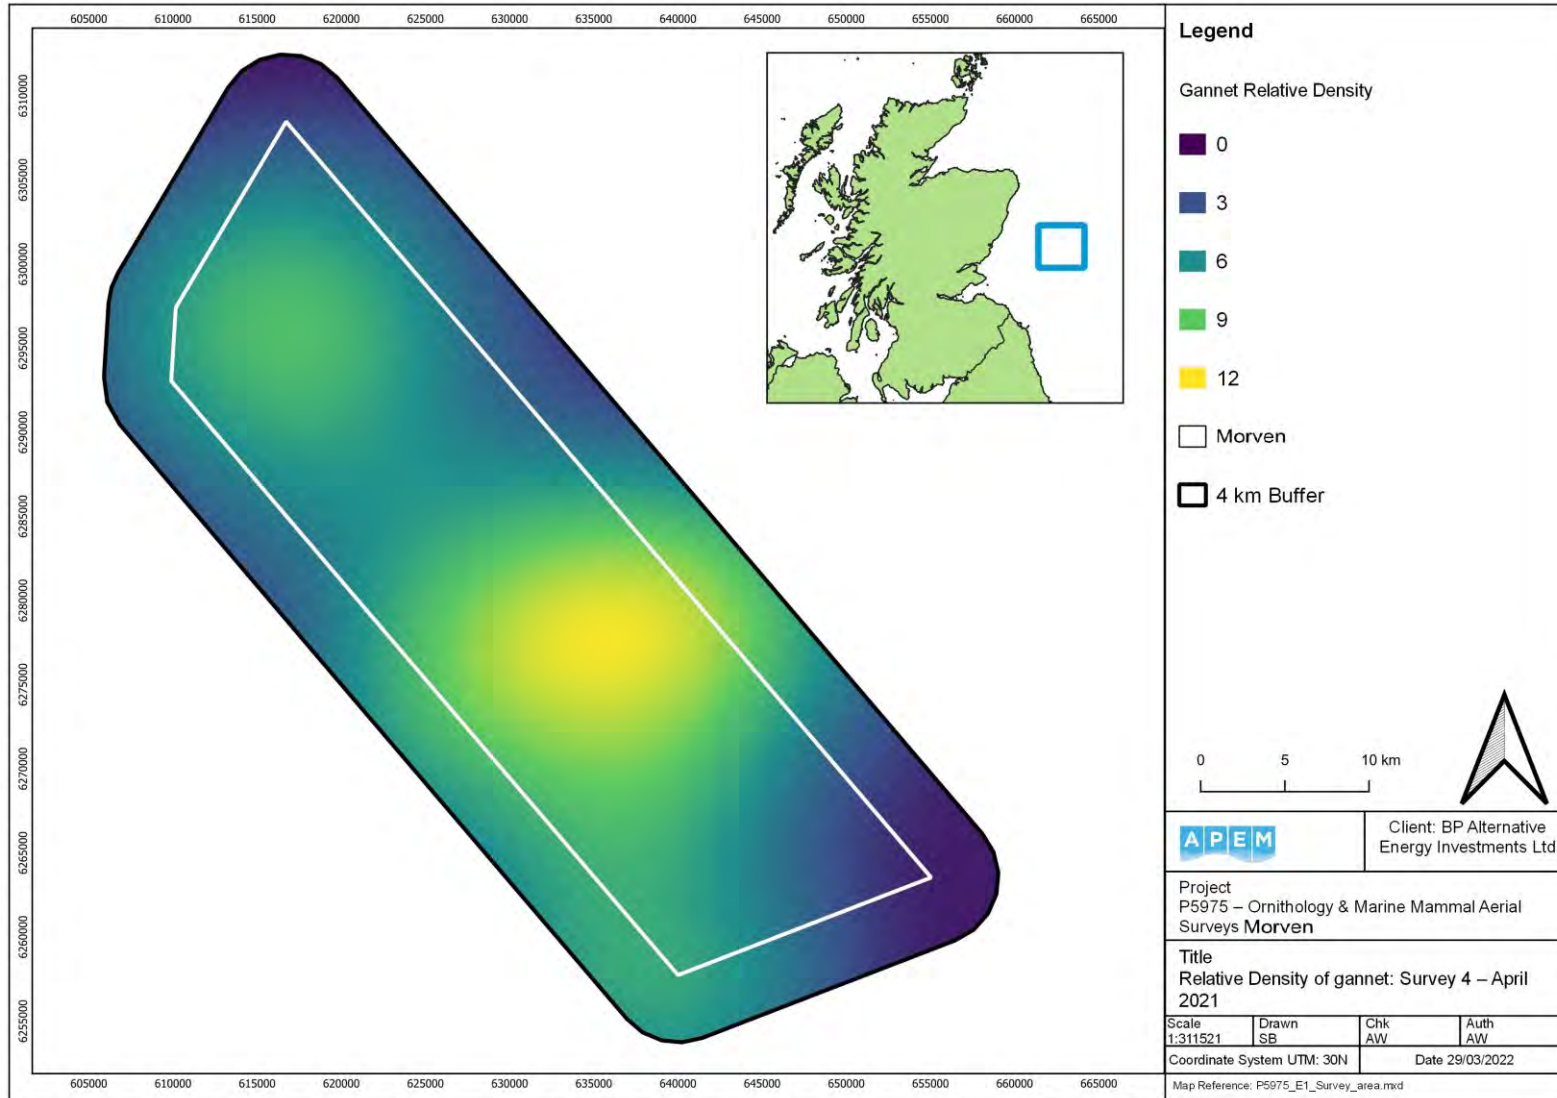 605000 610000 615000 620000 625000 630000 635000 640000 645000 650000 655000 660000 665000
6310000
6305000
6300000
6295000
6290000
6285000
6280000
6275000
6270000
6265000
6260000
6255000
605000 610000 615000 620000 625000 630000 635000 640000 645000 650000 655000 660000 665000
Legend
Gannet Relative Density
0
3
6
9
12
Morven
4 km Buffer
0 5 10 km
APEM
Client: BP Alternative
Energy Investments Ltd
Project
P5975 – Ornithology & Marine Mammal Aerial
Surveys Morven
Title
Relative Density of gannet: Survey 4 – April
2021
Scale
1:311521
Drawn
SB
Chk
AW
Auth
AW
Coordinate System UTM: 30N
Date 29/03/2022
Map Reference: P5975_E1_Survey_area.mxd